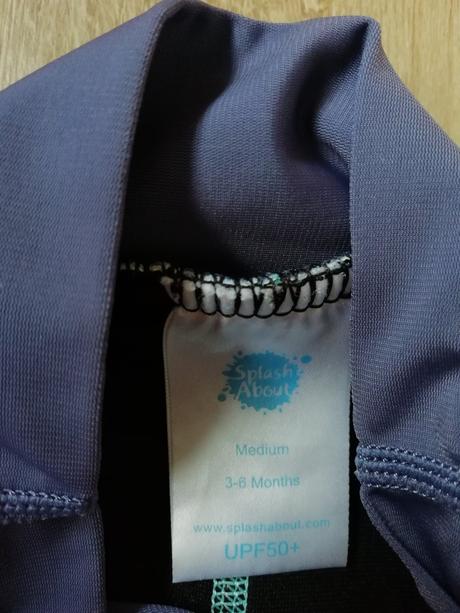 Splash
About
Medium
3-6 Months
www.splashabout.com
UPF50+